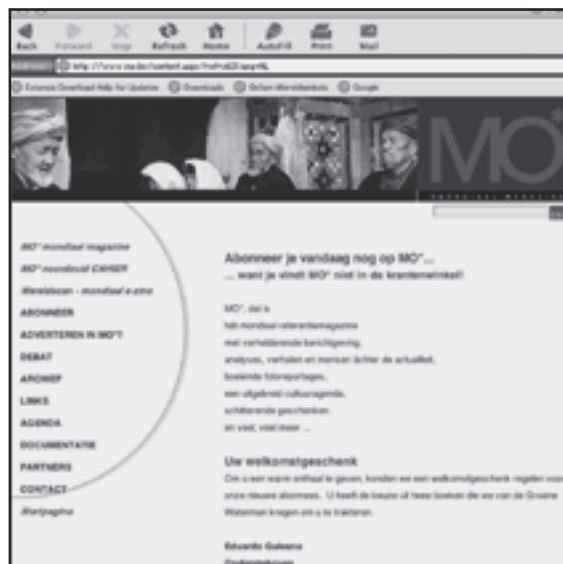 Back Forward Stop Refresh Home AutoFill Print Mail
Downloads Google
MO*
MO* mondiaal magazine
MO* noordzuid CAHIER
Wereldscan - mondiaal e-zine
ABONNEER
ADVERTEREN IN MO*?
DEBAT
ARCHIEF
LINKS
AGENDA
DOCUMENTATIE
PARTNERS
CONTACT
Startpagina
Abonneer je vandaag nog op MO*...
... want je vindt MO* niet in de krantenwinkel!
MO*, dat is
hét mondiaal referentiemagazine
met verhelderende berichtgeving,
analyses, verhalen en mensen áchter de actualiteit,
boeiende fotoreportages,
een uitgebreid cultuuragenda,
schitterende geschenken
en veel, veel meer ...
Uw welkomstgeschenk
Om u een warm onthaal te geven, konden we een welkomstgeschenk regelen voor
onze nieuwe abonnees. U heeft de keuze uit twee boeken die we van de Groene
Waterman kregen om u te trakteren.
Eduardo Galeano